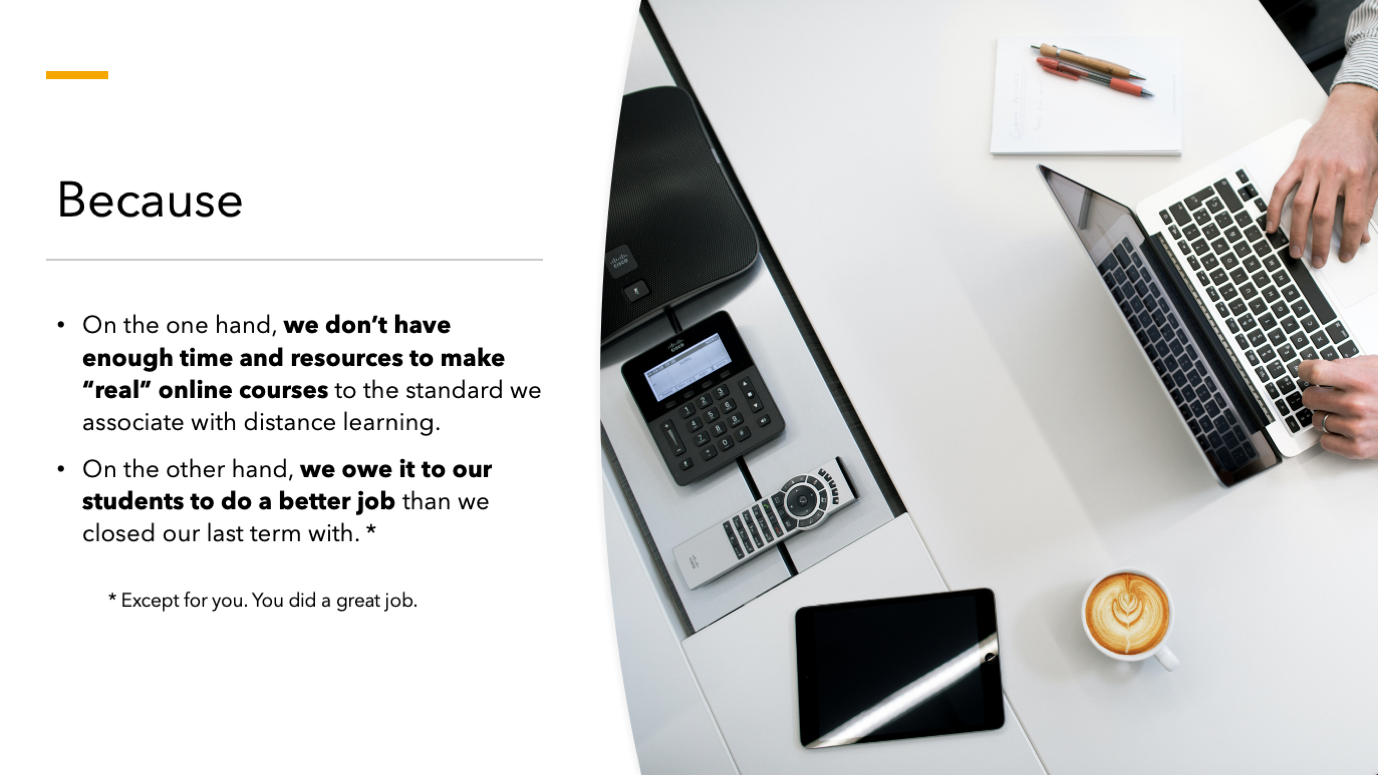 Because
• On the one hand, we don’t have
enough time and resources to make
“real” online courses to the standard we
associate with distance learning.
• On the other hand, we owe it to our
students to do a better job than we
closed our last term with. *
* Except for you. You did a great job.
CISCO
CISCO